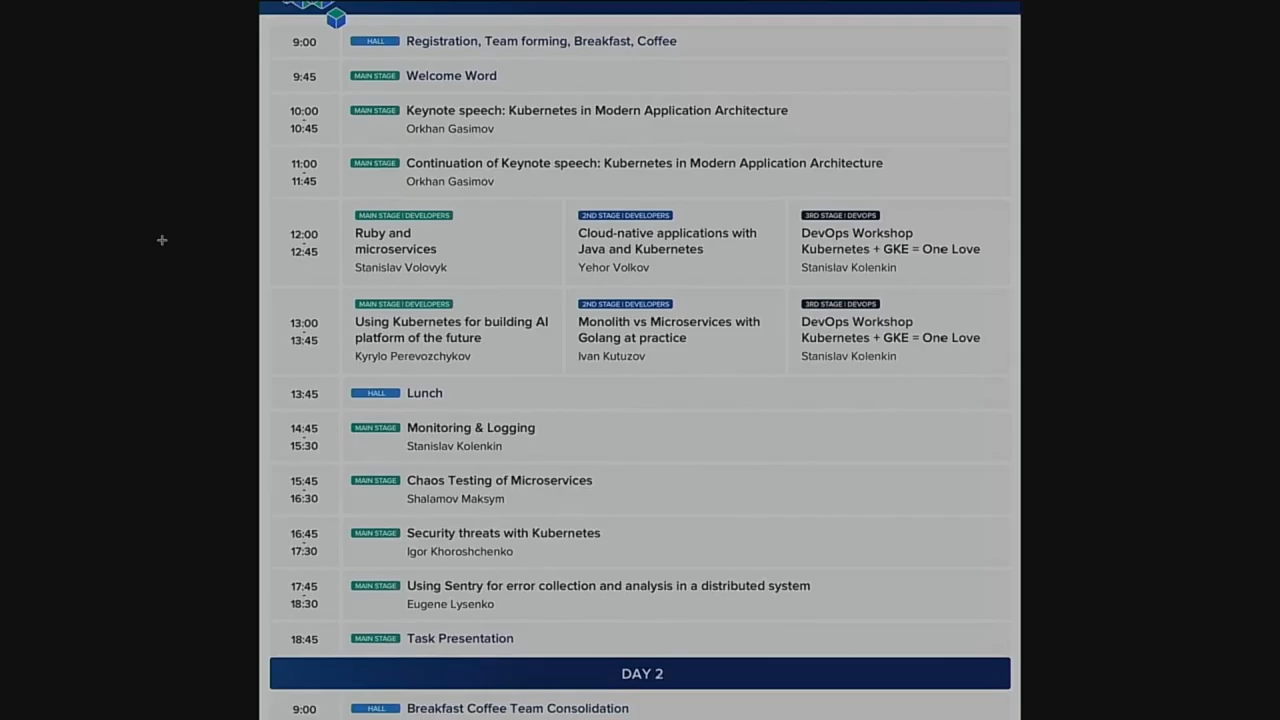 9:00 HALL Registration, Team forming, Breakfast, Coffee
9:45 MAIN STAGE Welcome Word
10:00 - 10:45 MAIN STAGE Keynote speech: Kubernetes in Modern Application Architecture
Orkhan Gasimov
11:00 - 11:45 MAIN STAGE Continuation of Keynote speech: Kubernetes in Modern Application Architecture
Orkhan Gasimov
12:00 - 12:45
MAIN STAGE | DEVELOPERS
Ruby and
microservices
Stanislav Volovyk
2ND STAGE | DEVELOPERS
Cloud-native applications with
Java and Kubernetes
Yehor Volkov
3RD STAGE | DEVOPS
DevOps Workshop
Kubernetes + GKE = One Love
Stanislav Kolenkin
13:00 - 13:45
MAIN STAGE | DEVELOPERS
Using Kubernetes for building AI
platform of the future
Kyrylo Perevozchykov
2ND STAGE | DEVELOPERS
Monolith vs Microservices with
Golang at practice
Ivan Kutuzov
3RD STAGE | DEVOPS
DevOps Workshop
Kubernetes + GKE = One Love
Stanislav Kolenkin
13:45 HALL Lunch
14:45 - 15:30 MAIN STAGE Monitoring & Logging
Stanislav Kolenkin
15:45 - 16:30 MAIN STAGE Chaos Testing of Microservices
Shalamov Maksym
16:45 - 17:30 MAIN STAGE Security threats with Kubernetes
Igor Khoroshchenko
17:45 - 18:30 MAIN STAGE Using Sentry for error collection and analysis in a distributed system
Eugene Lysenko
18:45 MAIN STAGE Task Presentation
DAY 2
9:00 HALL Breakfast Coffee Team Consolidation